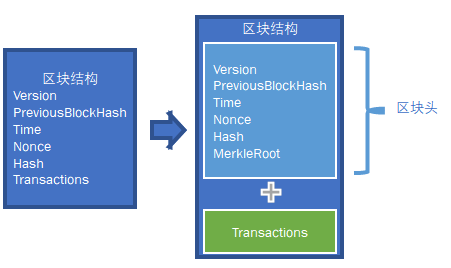 区块结构
Version
PreviousBlockHash
Time
Nonce
Hash
Transactions
区块结构
Version
PreviousBlockHash
Time
Nonce
Hash
MerkleRoot
Transactions
区块头